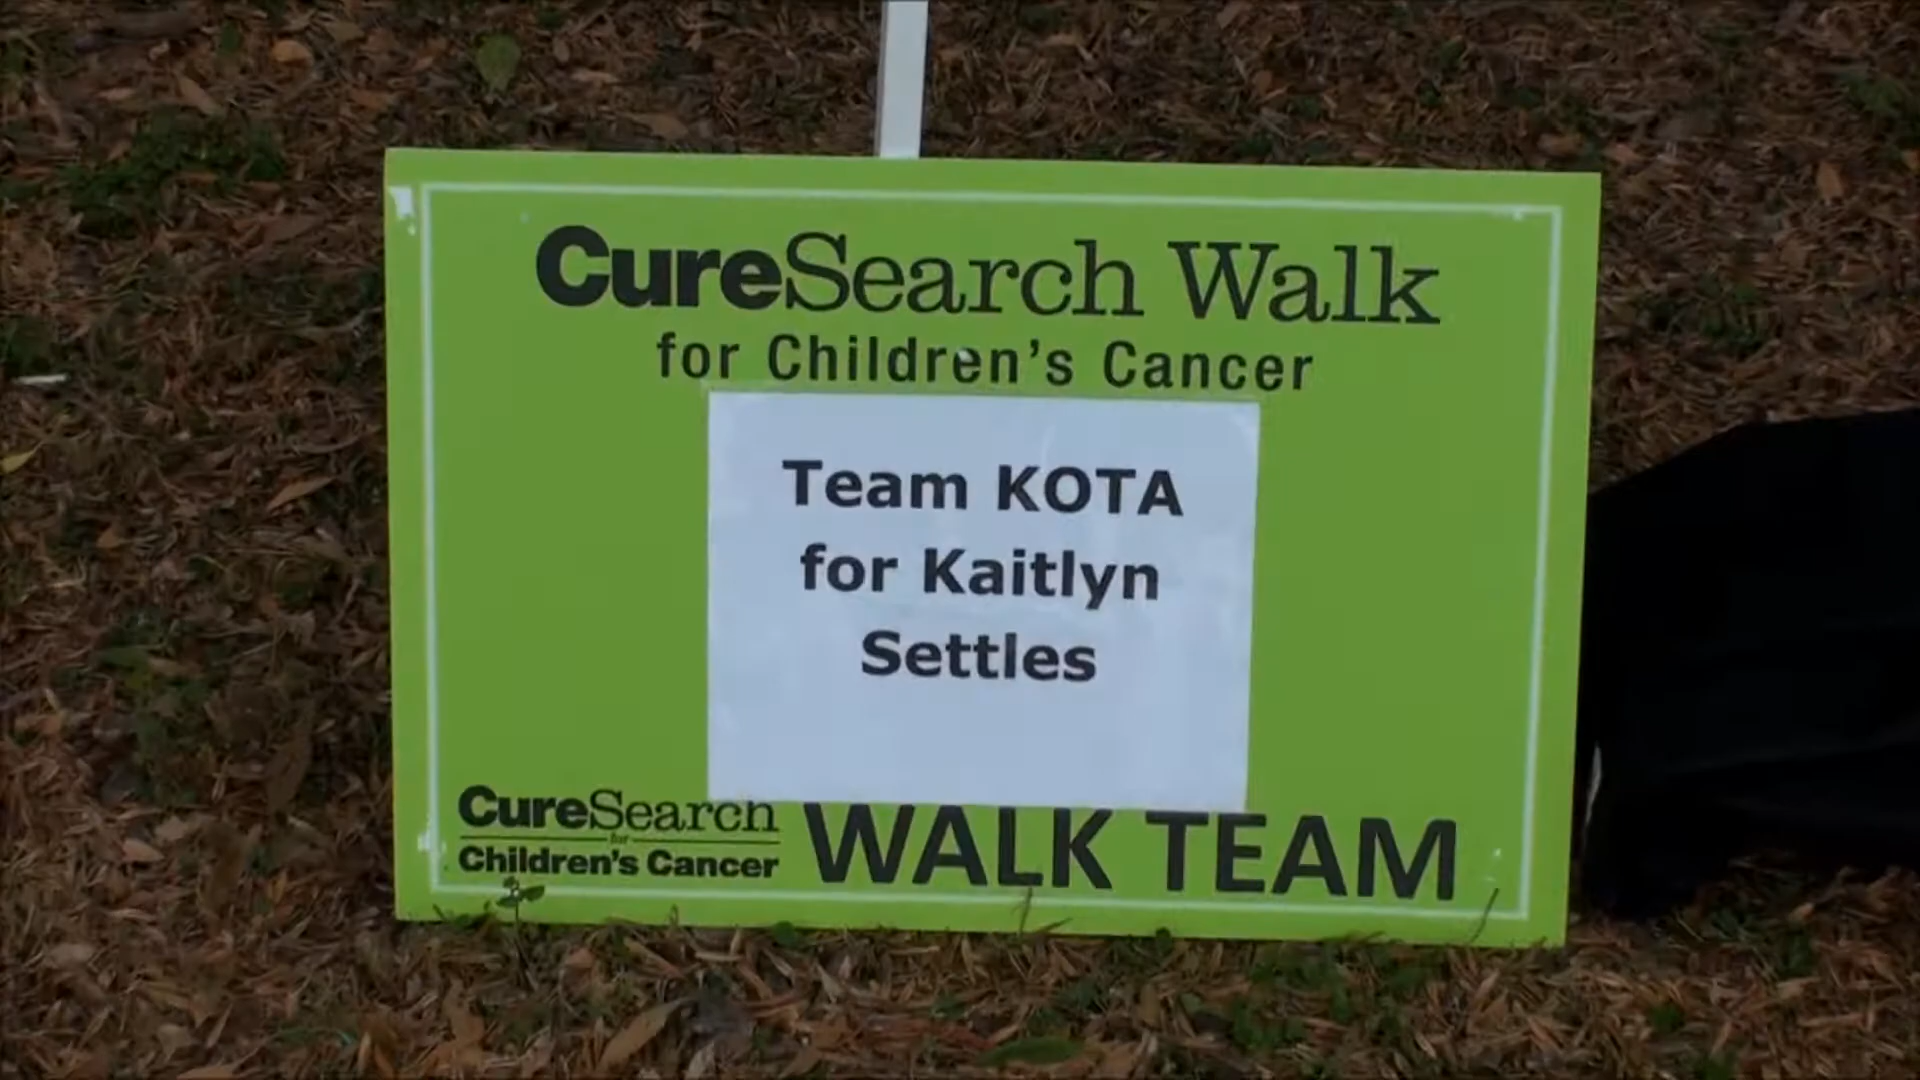 CureSearch Walk
for Children's Cancer
Team KOTA
for Kaitlyn
Settles
CureSearch
for
Children's Cancer
WALK TEAM